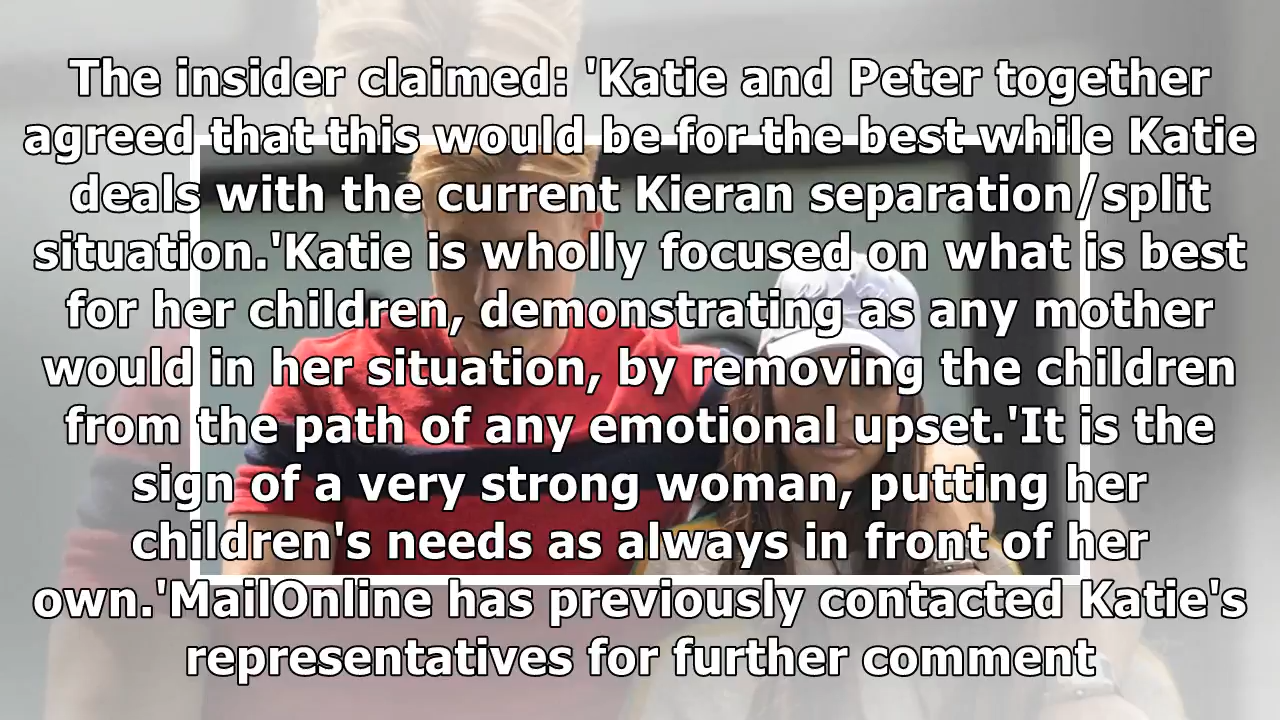 The insider claimed: 'Katie and Peter together
agreed that this would be for the best while Katie
deals with the current Kieran separation/split
situation.'Katie is wholly focused on what is best
for her children, demonstrating as any mother
would in her situation, by removing the children
from the path of any emotional upset.'It is the
sign of a very strong woman, putting her
children's needs as always in front of her
own.'MailOnline has previously contacted Katie's
representatives for further comment